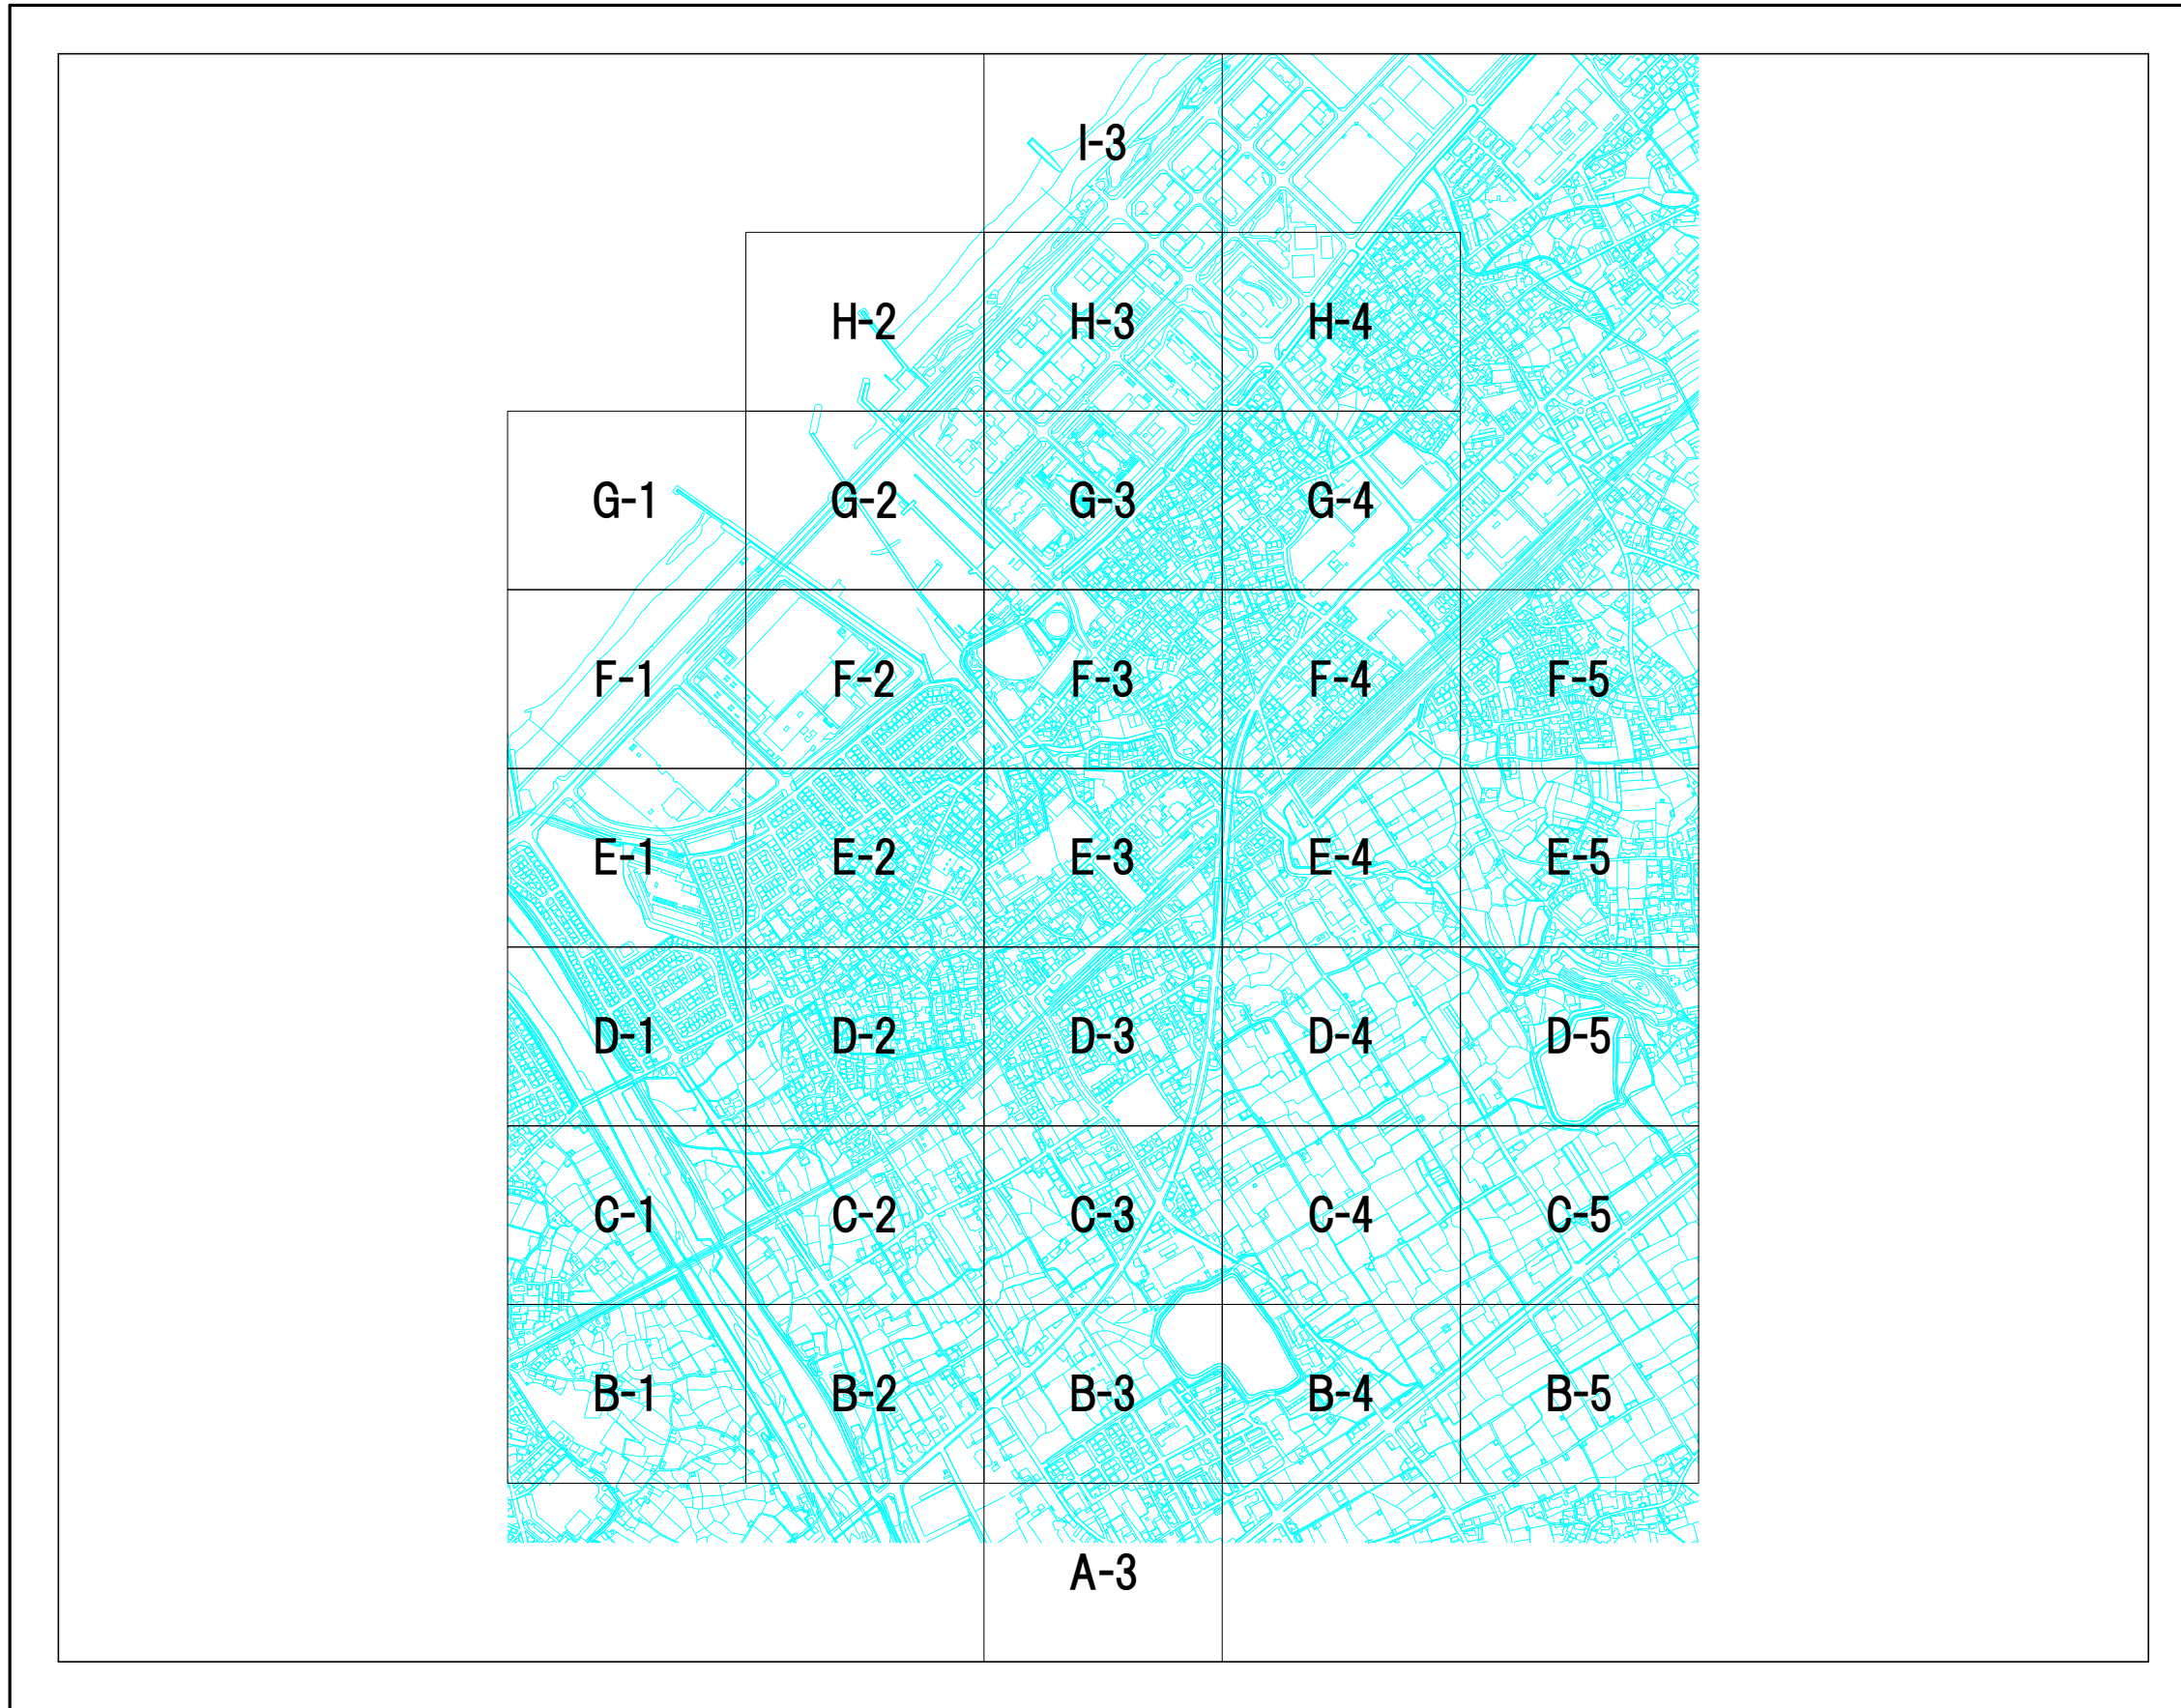 I-3
H-2 H-3 H-4
G-1 G-2 G-3 G-4
F-1 F-2 F-3 F-4 F-5
E-1 E-2 E-3 E-4 E-5
D-1 D-2 D-3 D-4 D-5
C-1 C-2 C-3 C-4 C-5
B-1 B-2 B-3 B-4 B-5
A-3